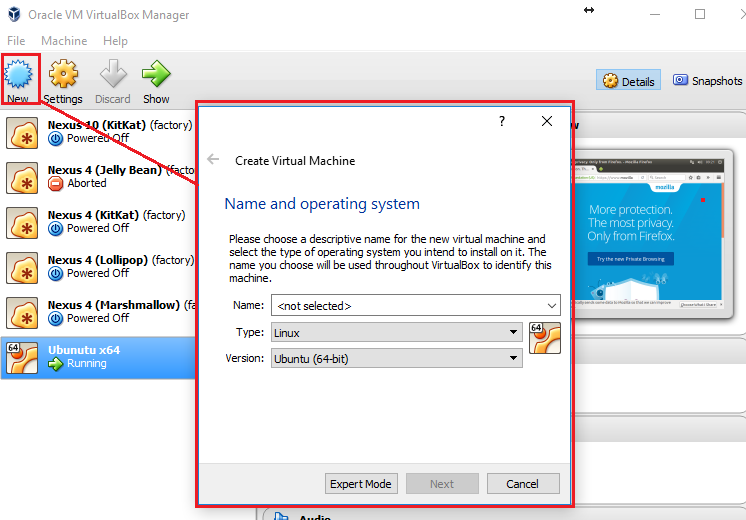 Oracle VM VirtualBox Manager
File Machine Help
New Settings Discard Show
Details Snapshots
Nexus 10 (KitKat) (factory)
Powered Off
Nexus 4 (Jelly Bean) (facto
Aborted
Nexus 4 (KitKat) (factory)
Powered Off
Nexus 4 (Lollipop) (factory)
Powered Off
Nexus 4 (Marshmallow) (fa
Powered Off
64
Ubunutu x64
Running
?
Create Virtual Machine
Name and operating system
Please choose a descriptive name for the new virtual machine and
select the type of operating system you intend to install on it. The
name you choose will be used throughout VirtualBox to identify this
machine.
Name: <not selected>
Type: Linux
64
Version: Ubuntu (64-bit)
Expert Mode Next Cancel
w
mozilla
More protection.
The most privacy.
Only from Firefox.
Try the new Private Browsing
Audio